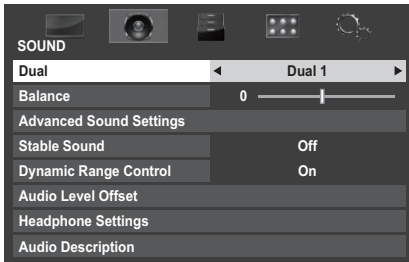 SOUND
Dual Dual 1
Balance 0
Advanced Sound Settings
Stable Sound Off
Dynamic Range Control On
Audio Level Offset
Headphone Settings
Audio Description